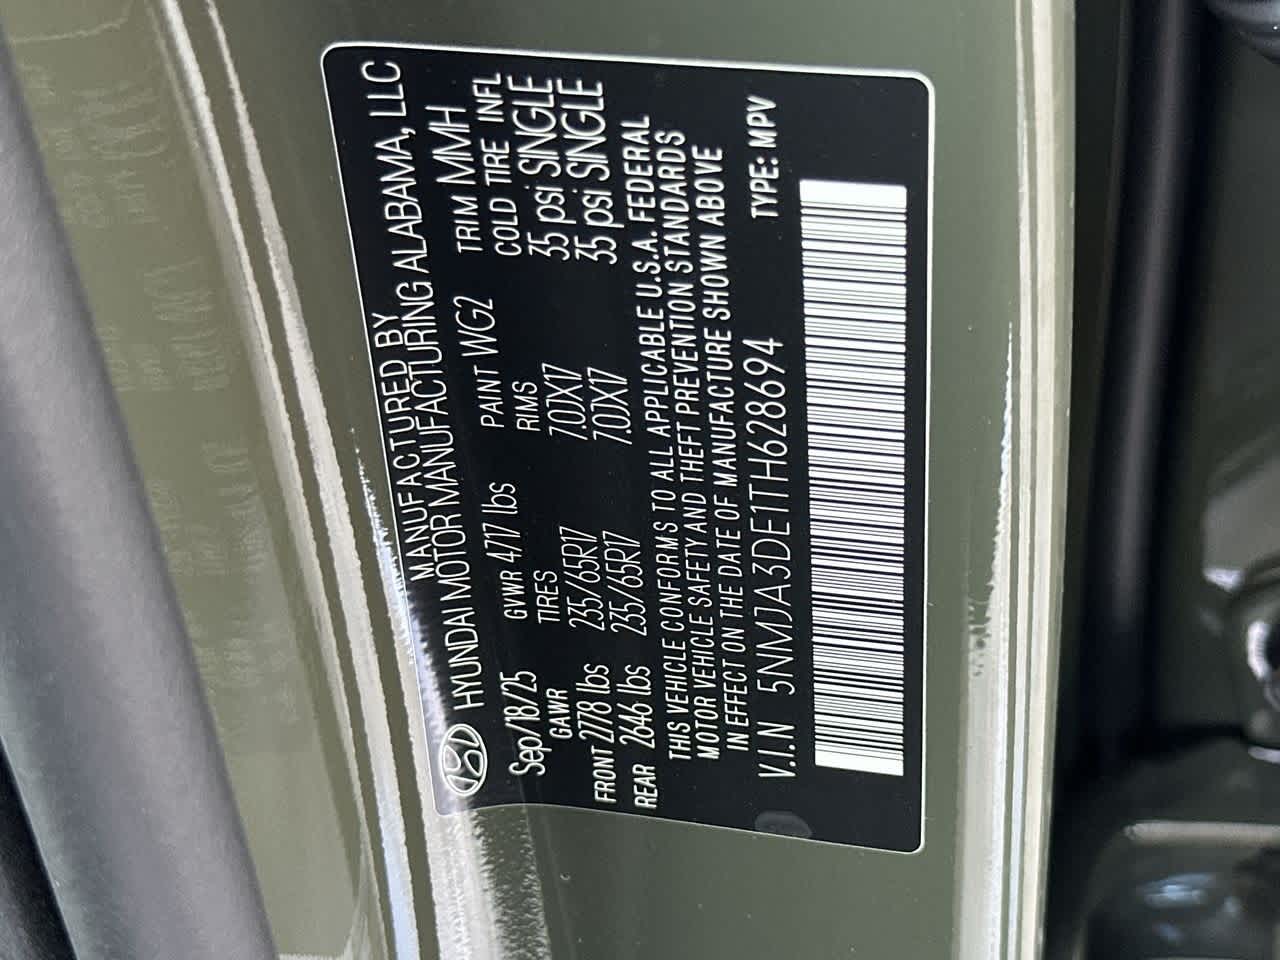 MANUFACTURED BY
HYUNDAI MOTOR MANUFACTURING ALABAMA, LLC
Sep/18/25 GVWR 4717 lbs PAINT WG2 TRIM MMH
GAWR TIRES RIMS COLD TIRE INFL
FRONT 2778 lbs 235/65R17 7.0JX17 35 psi SINGLE
REAR 2646 lbs 235/65R17 7.0JX17 35 psi SINGLE
THIS VEHICLE CONFORMS TO ALL APPLICABLE U.S.A. FEDERAL
MOTOR VEHICLE SAFETY AND THEFT PREVENTION STANDARDS
IN EFFECT ON THE DATE OF MANUFACTURE SHOWN ABOVE
V.I.N 5NMJA3DE1TH628694 TYPE: MPV